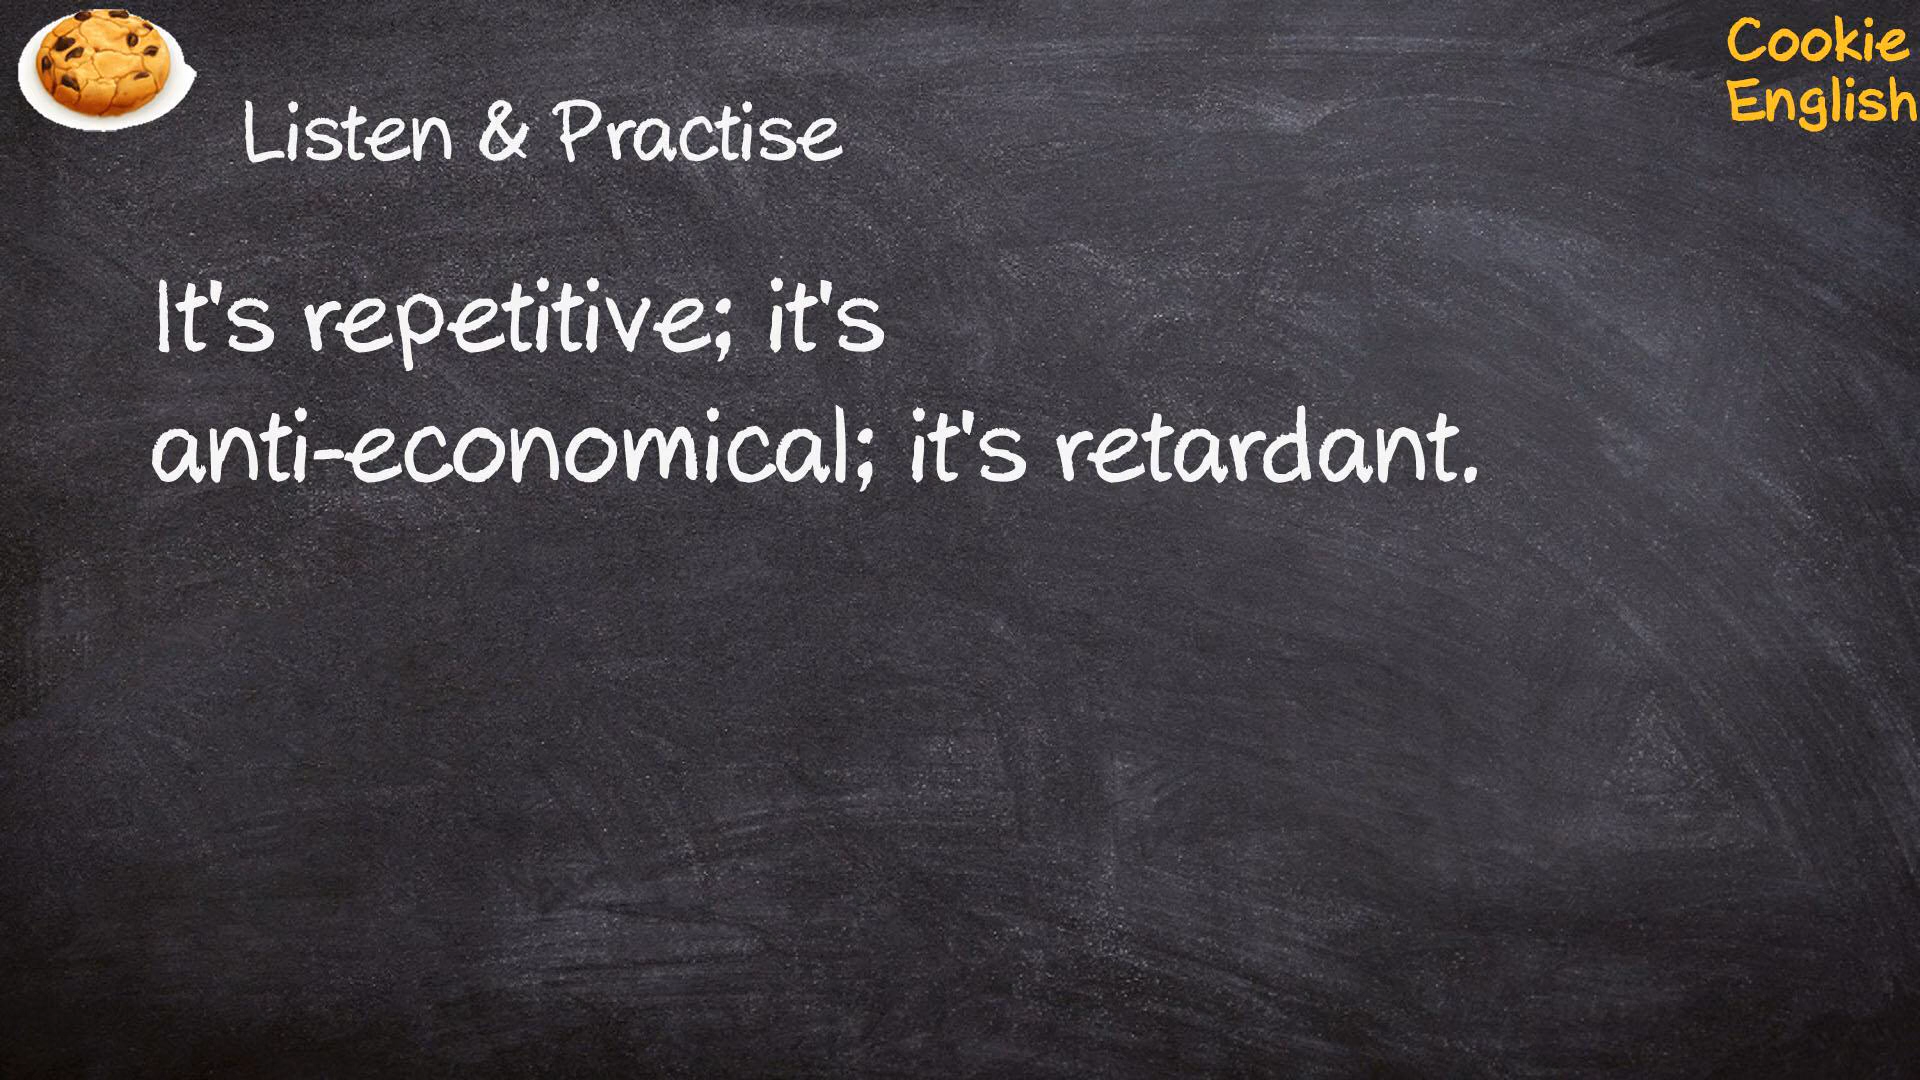 Cookie
English
Listen & Practise
It's repetitive; it's
anti-economical; it's retardant.